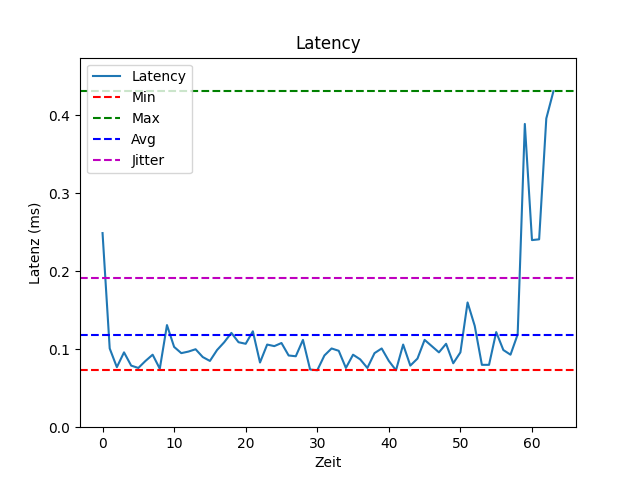 Latency
Latency
Min
Max
Avg
Jitter
Latenz (ms)
0.4
0.3
0.2
0.1
0.0
0 10 20 30 40 50 60
Zeit